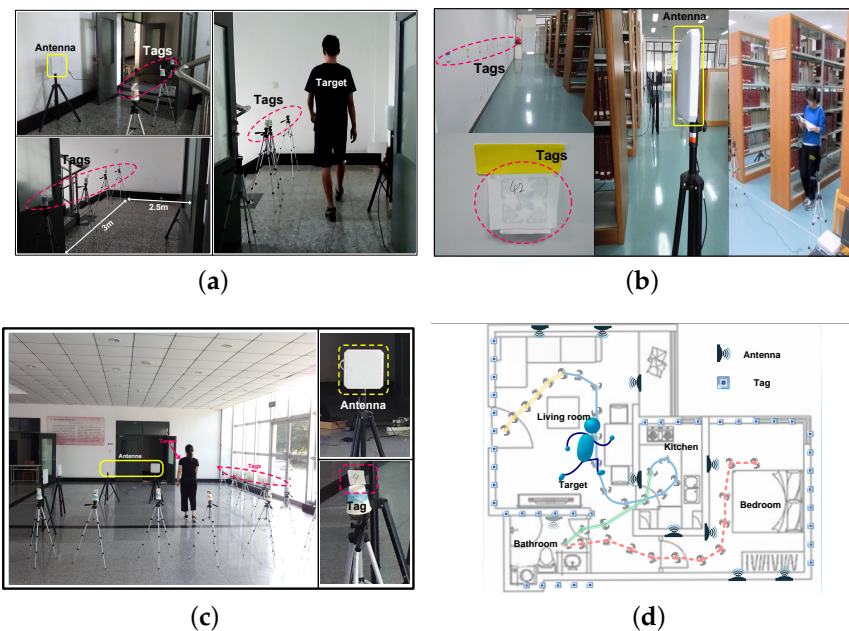 Antenna
Tags
Tags
3m
2.5m
Tags
Target
(a)
Tags
Antenna
Tags
42
(b)
Target
Antenna
Tags
Antenna
Tag
(c)
Antenna
Tag
Living room
Kitchen
Target
Bedroom
Bathroom
(d)